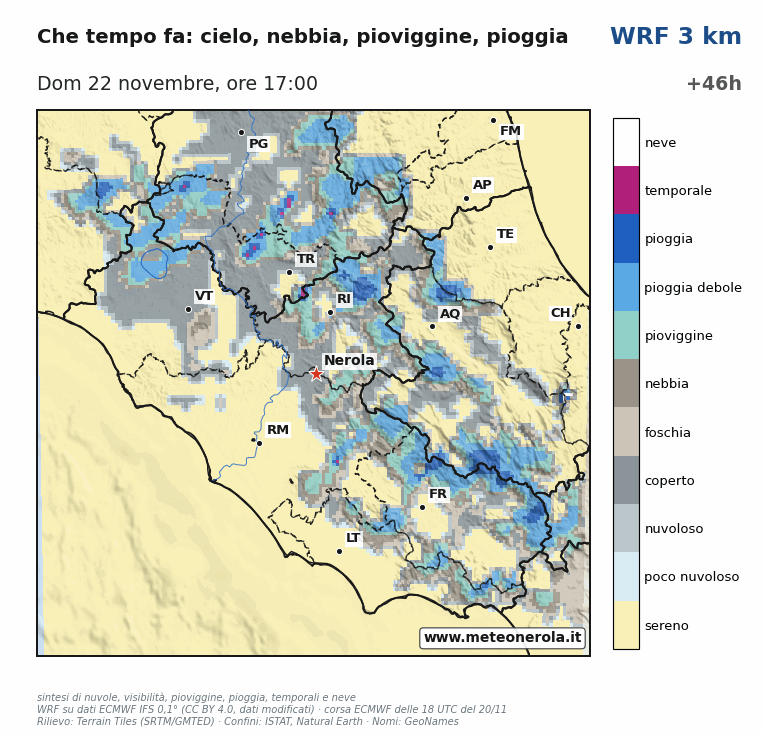 Che tempo fa: cielo, nebbia, pioviggine, pioggia
WRF 3 km
Dom 22 novembre, ore 17:00
+46h
FM
PG
AP
TE
TR
VT
RI
AQ
CH
Nerola
RM
FR
LT
www.meteonerola.it
neve
temporale
pioggia
pioggia debole
pioviggine
nebbia
foschia
coperto
nuvoloso
poco nuvoloso
sereno
sintesi di nuvole, visibilità, pioviggine, pioggia, temporali e neve
WRF su dati ECMWF IFS 0,1° (CC BY 4.0, dati modificati) · corsa ECMWF delle 18 UTC del 20/11
Rilievo: Terrain Tiles (SRTM/GMTED) · Confini: ISTAT, Natural Earth · Nomi: GeoNames